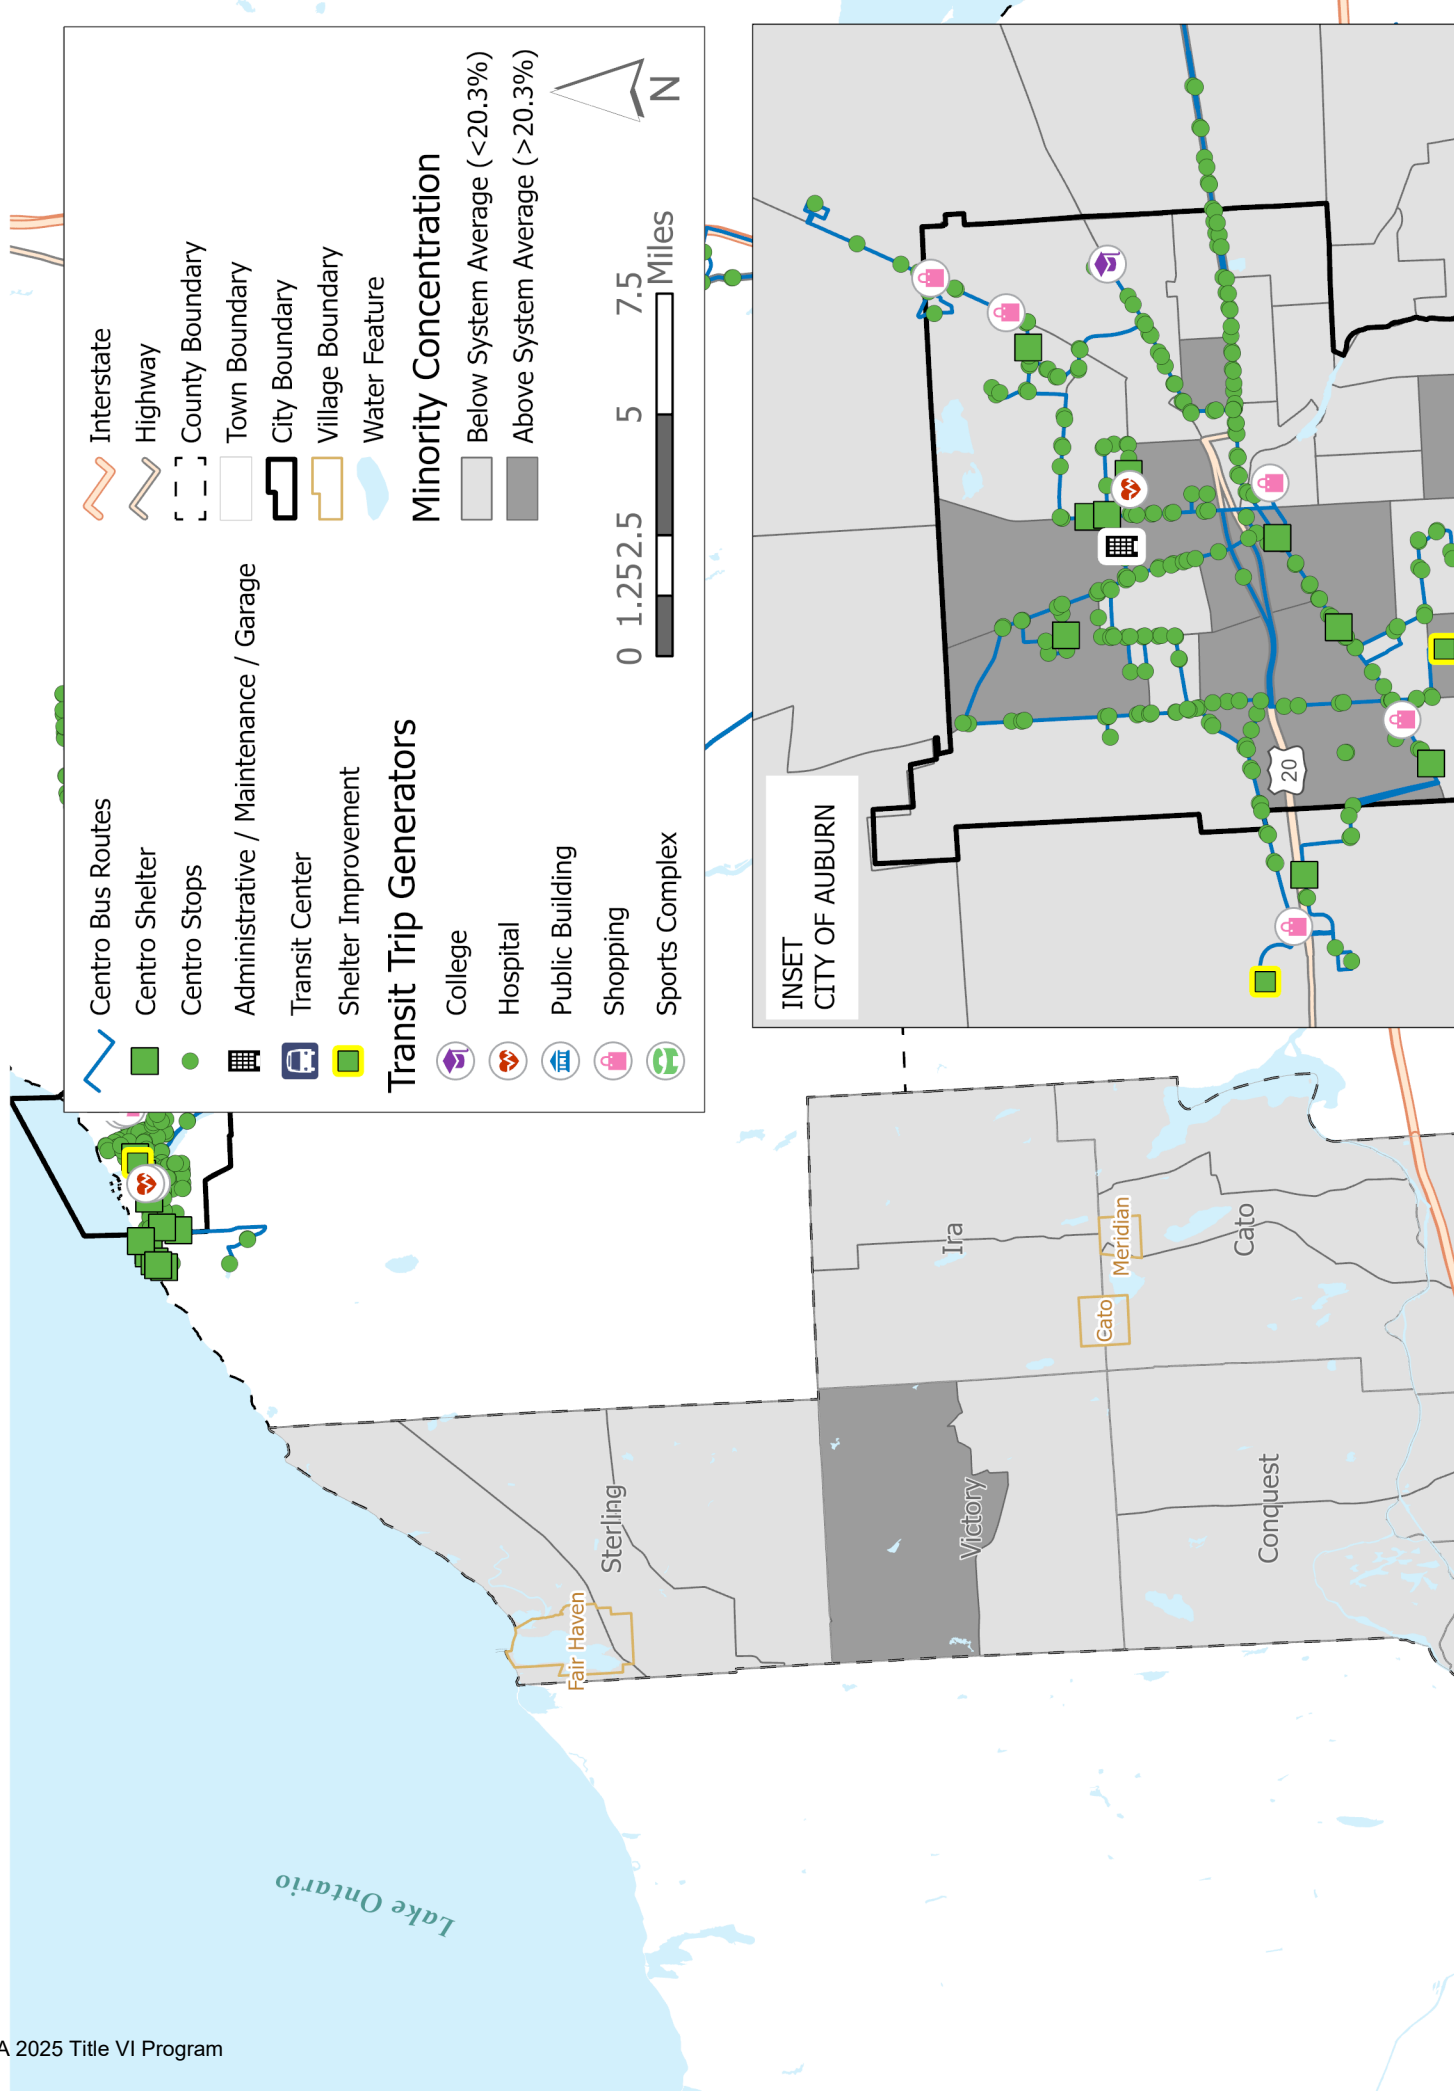 Centro Bus Routes
Centro Shelter
Centro Stops
Administrative / Maintenance / Garage
Transit Center
Shelter Improvement
Transit Trip Generators
College
Hospital
Public Building
Shopping
Sports Complex
Interstate
Highway
County Boundary
Town Boundary
City Boundary
Village Boundary
Water Feature
Minority Concentration
Below System Average (<20.3%)
Above System Average (>20.3%)
0 1.25 2.5 5 7.5
Miles
N
INSET
CITY OF AUBURN
20
Lake Ontario
Fair Haven
Sterling
Victory
Ira
Meridian
Cato
Cato
Conquest
A 2025 Title VI Program